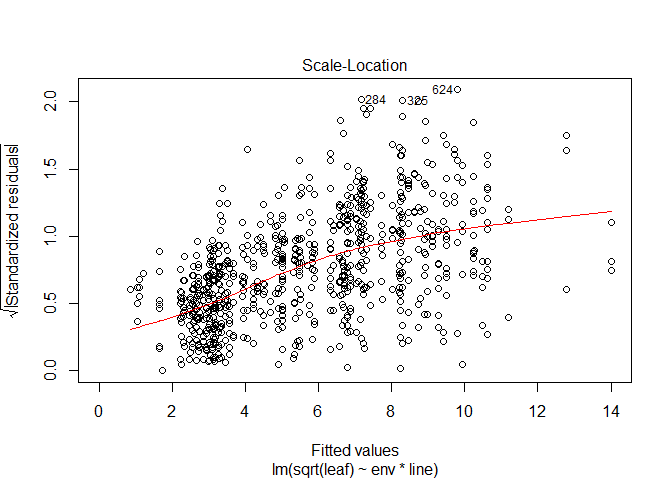 Scale-Location
√|Standardized residuals|
2.0
1.5
1.0
0.5
0.0
284
325
624
0 2 4 6 8 10 12 14
Fitted values
lm(sqrt(leaf) ~ env * line)